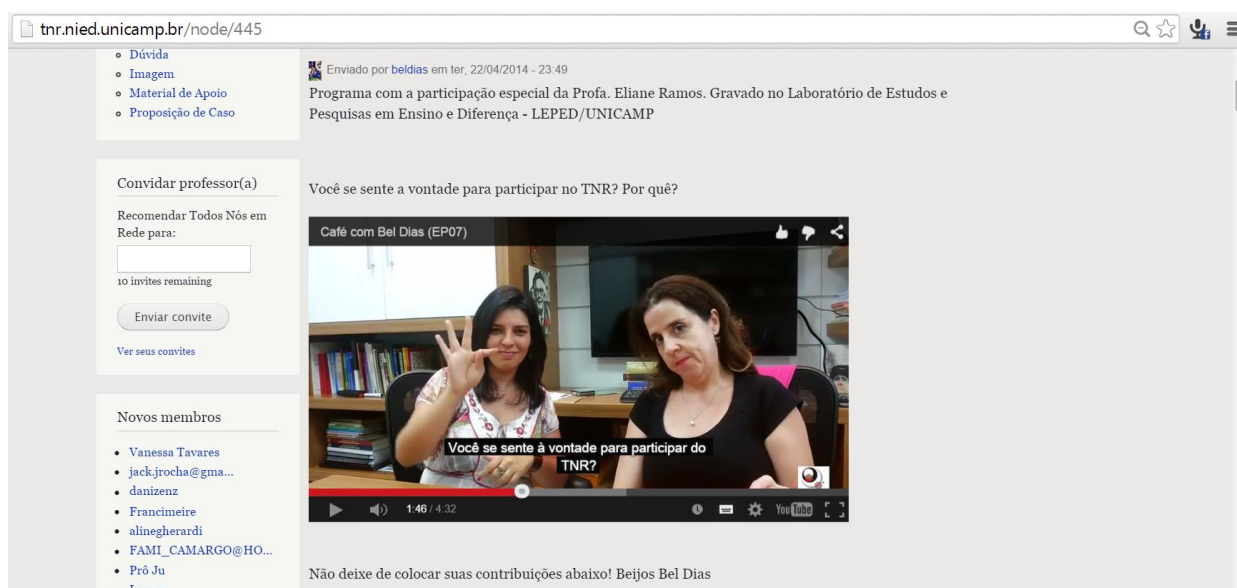 tnr.nied.unicamp.br/node/445
Dúvida
Imagem
Material de Apoio
Proposição de Caso
Convidar professor(a)
Recomendar Todos Nós em
Rede para:
10 invites remaining
Enviar convite
Ver seus convites
Novos membros
Vanessa Tavares
jack.jrocha@gma...
danizenz
Francimeire
alinegherardi
FAMI_CAMARGO@HO...
Prô Ju
Enviado por beldias em ter, 22/04/2014 - 23:49
Programa com a participação especial da Profa. Eliane Ramos. Gravado no Laboratório de Estudos e
Pesquisas em Ensino e Diferença - LEPED/UNICAMP
Você se sente a vontade para participar no TNR? Por quê?
Café com Bel Dias (EP07)
Você se sente à vontade para participar do
TNR?
1:46 / 4:32
YouTube
Não deixe de colocar suas contribuições abaixo! Beijos Bel Dias